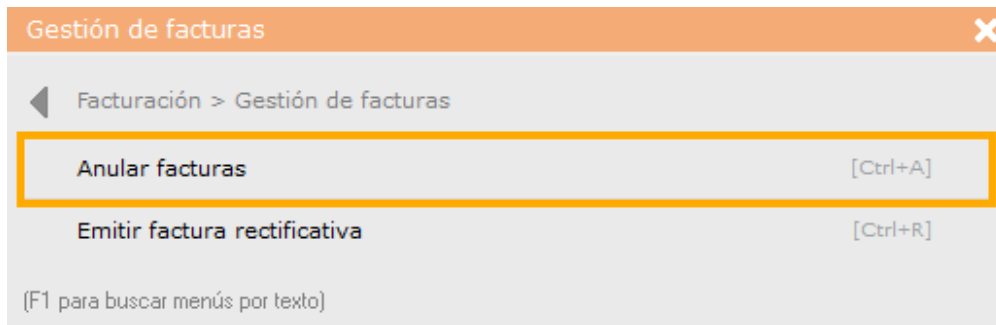 Gestión de facturas
Facturación > Gestión de facturas
Anular facturas [Ctrl+A]
Emitir factura rectificativa [Ctrl+R]
(F1 para buscar menús por texto)